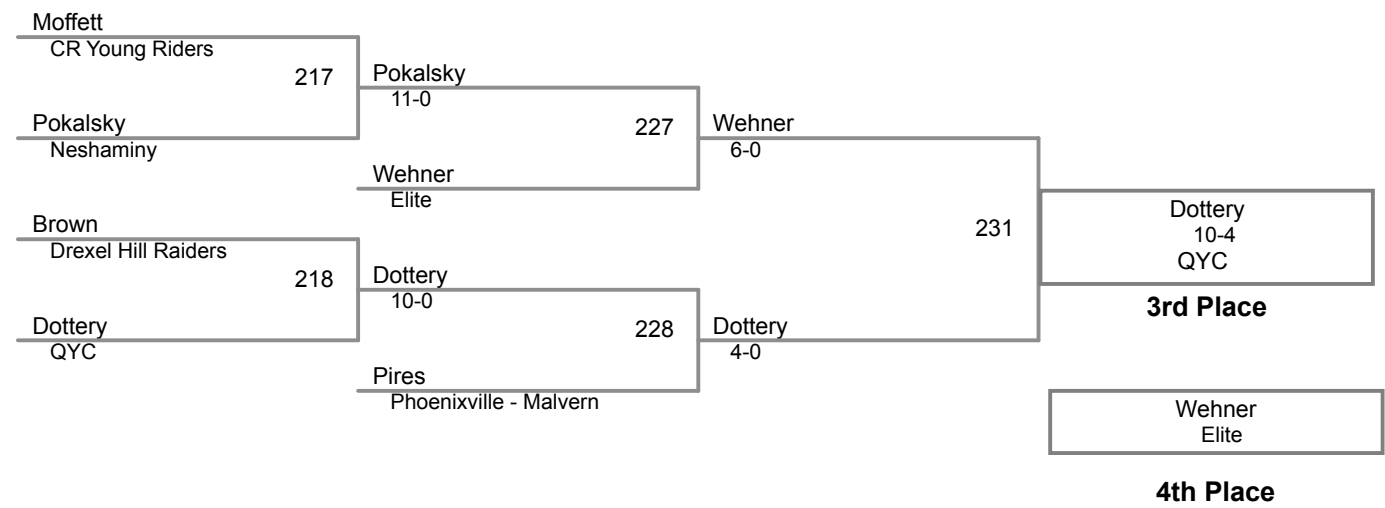 Moffett
CR Young Riders
217
Pokalsky
11-0
Pokalsky
Neshaminy
227
Wehner
6-0
Wehner
Elite
Brown
Drexel Hill Raiders
231
Dottery
10-4
QYC
218
Dottery
10-0
3rd Place
Dottery
QYC
228
Dottery
4-0
Pires
Phoenixville - Malvern
Wehner
Elite
4th Place